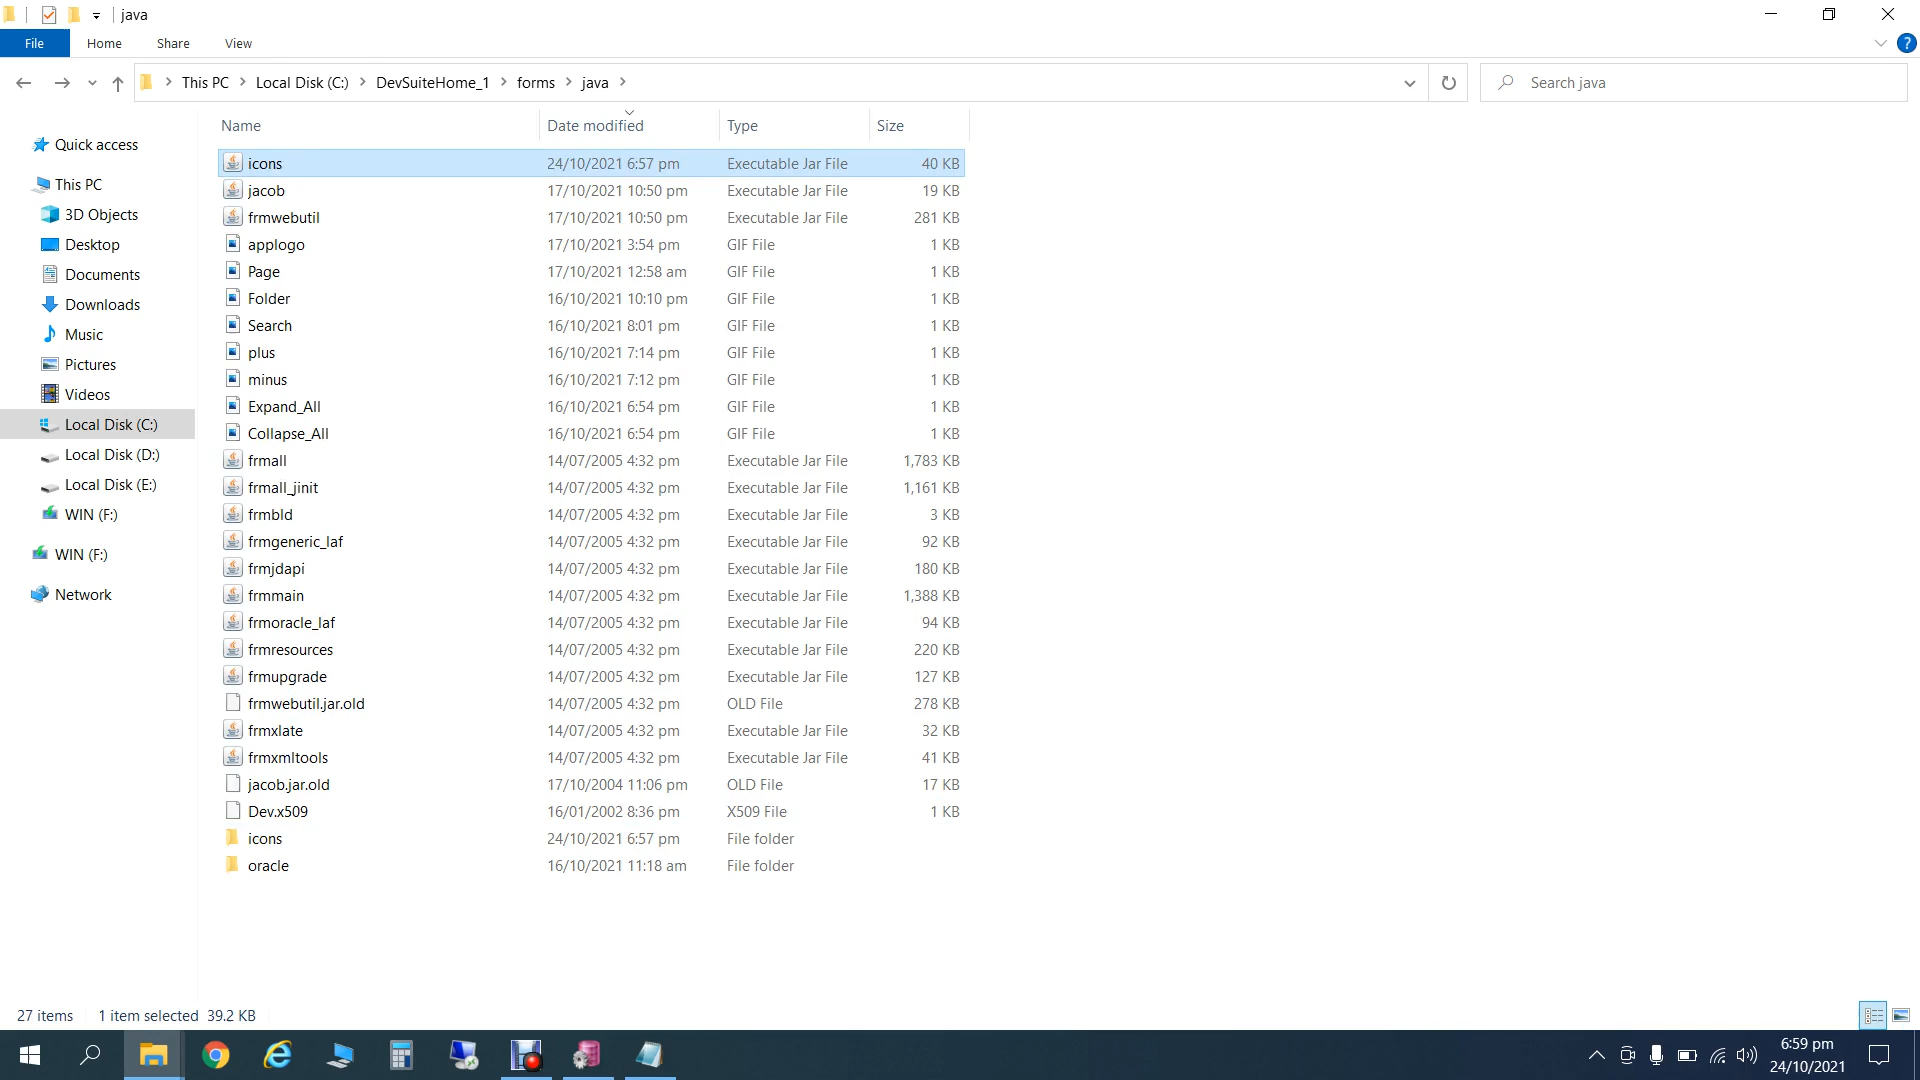 java
File Home Share View
This PC Local Disk (C:) DevSuiteHome_1 forms java
Search java
Name Date modified Type Size
Quick access
This PC
3D Objects
Desktop
Documents
Downloads
Music
Pictures
Videos
Local Disk (C:)
Local Disk (D:)
Local Disk (E:)
WIN (F:)
WIN (F:)
Network
icons 24/10/2021 6:57 pm Executable Jar File 40 KB
jacob 17/10/2021 10:50 pm Executable Jar File 19 KB
frmwebutil 17/10/2021 10:50 pm Executable Jar File 281 KB
applogo 17/10/2021 3:54 pm GIF File 1 KB
Page 17/10/2021 12:58 am GIF File 1 KB
Folder 16/10/2021 10:10 pm GIF File 1 KB
Search 16/10/2021 8:01 pm GIF File 1 KB
plus 16/10/2021 7:14 pm GIF File 1 KB
minus 16/10/2021 7:12 pm GIF File 1 KB
Expand_All 16/10/2021 6:54 pm GIF File 1 KB
Collapse_All 16/10/2021 6:54 pm GIF File 1 KB
frmall 14/07/2005 4:32 pm Executable Jar File 1,783 KB
frmall_jinit 14/07/2005 4:32 pm Executable Jar File 1,161 KB
frmbld 14/07/2005 4:32 pm Executable Jar File 3 KB
frmgeneric_laf 14/07/2005 4:32 pm Executable Jar File 92 KB
frmjdapi 14/07/2005 4:32 pm Executable Jar File 180 KB
frmmain 14/07/2005 4:32 pm Executable Jar File 1,388 KB
frmoracle_laf 14/07/2005 4:32 pm Executable Jar File 94 KB
frmresources 14/07/2005 4:32 pm Executable Jar File 220 KB
frmupgrade 14/07/2005 4:32 pm Executable Jar File 127 KB
frmwebutil.jar.old 14/07/2005 4:32 pm OLD File 278 KB
frmxlate 14/07/2005 4:32 pm Executable Jar File 32 KB
frmxmltools 14/07/2005 4:32 pm Executable Jar File 41 KB
jacob.jar.old 17/10/2004 11:06 pm OLD File 17 KB
Dev.x509 16/01/2002 8:36 pm X509 File 1 KB
icons 24/10/2021 6:57 pm File folder
oracle 16/10/2021 11:18 am File folder
27 items 1 item selected 39.2 KB
6:59 pm
24/10/2021